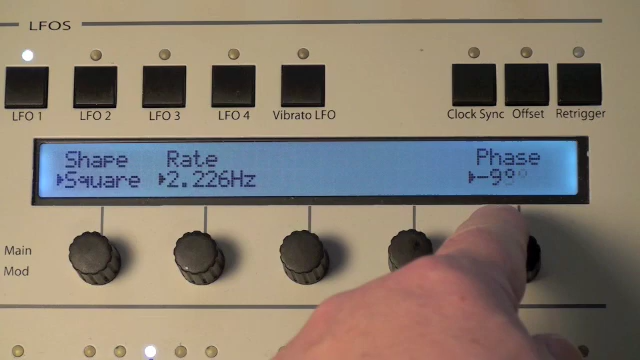 LFOS
LFO 1 LFO 2 LFO 3 LFO 4 Vibrato LFO Clock Sync Offset Retrigger
Shape Rate Phase
Square 2.226Hz
Main
Mod